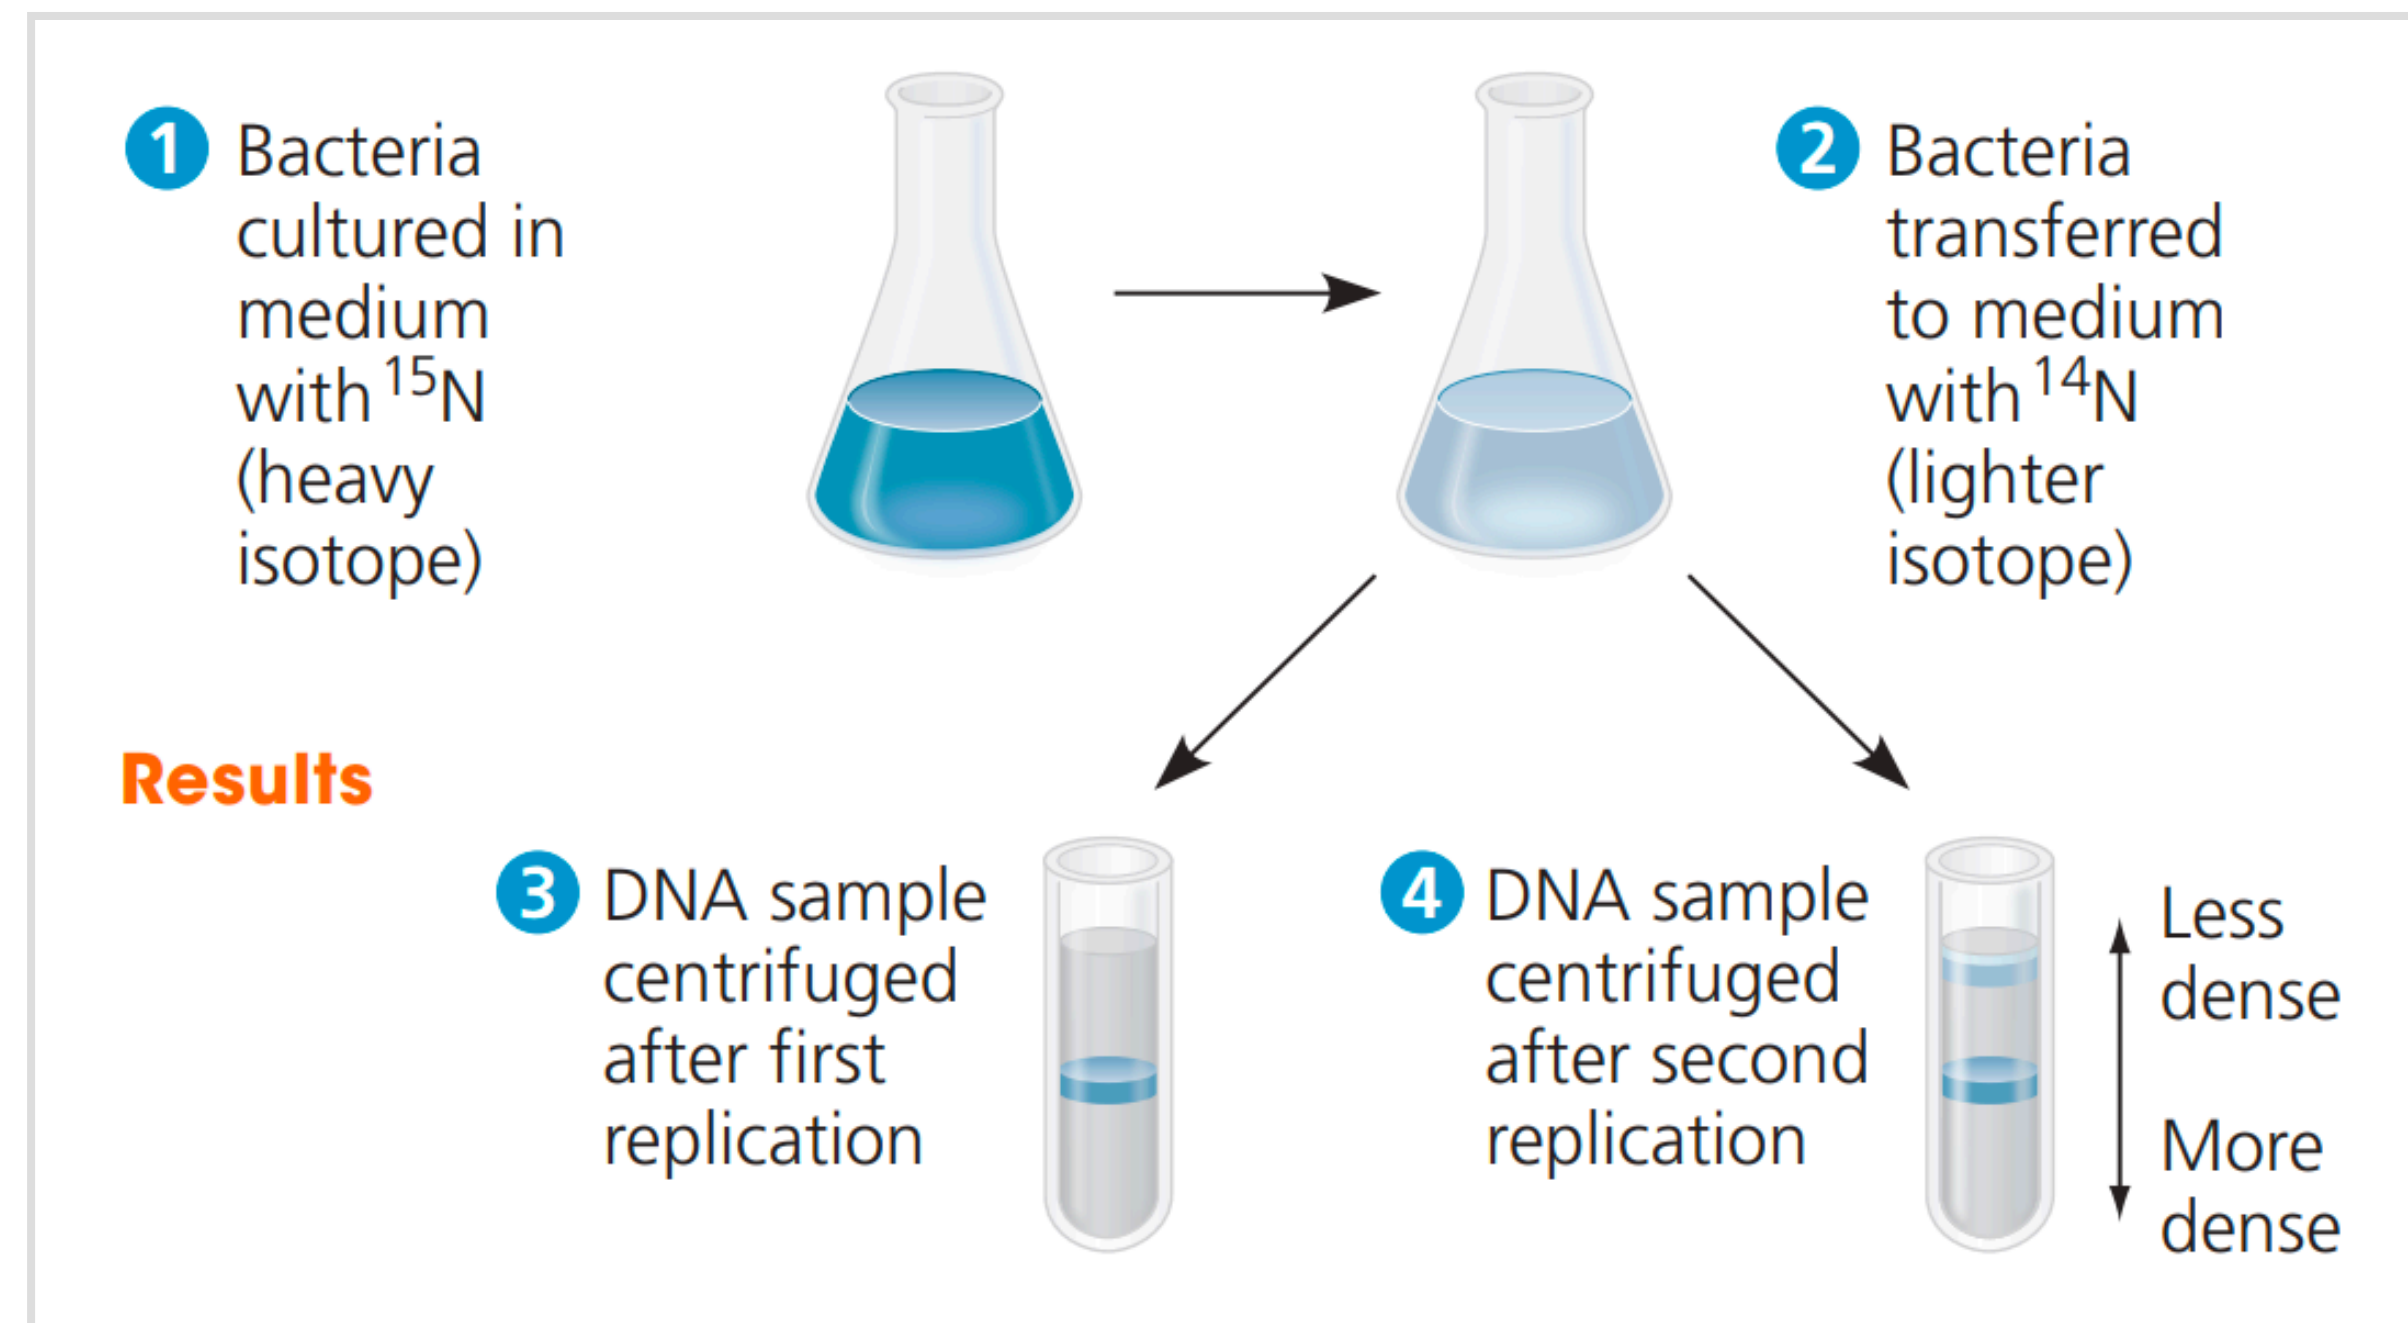 1 Bacteria
cultured in
medium
with ¹⁵N
(heavy
isotope)
2 Bacteria
transferred
to medium
with ¹⁴N
(lighter
isotope)
Results
3 DNA sample
centrifuged
after first
replication
4 DNA sample
centrifuged
after second
replication
Less
dense
More
dense